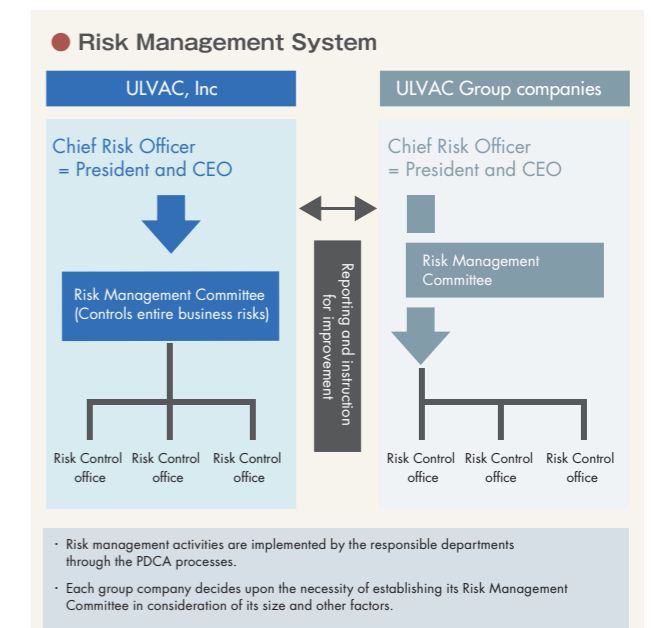 Risk Management System
ULVAC, Inc
Chief Risk Officer
= President and CEO
Risk Management Committee
(Controls entire business risks)
Risk Control
office
Risk Control
office
Risk Control
office
Reporting and instruction
for improvement
ULVAC Group companies
Chief Risk Officer
= President and CEO
Risk Management
Committee
Risk Control
office
Risk Control
office
Risk Control
office
· Risk management activities are implemented by the responsible departments
through the PDCA processes.
· Each group company decides upon the necessity of establishing its Risk Management
Committee in consideration of its size and other factors.